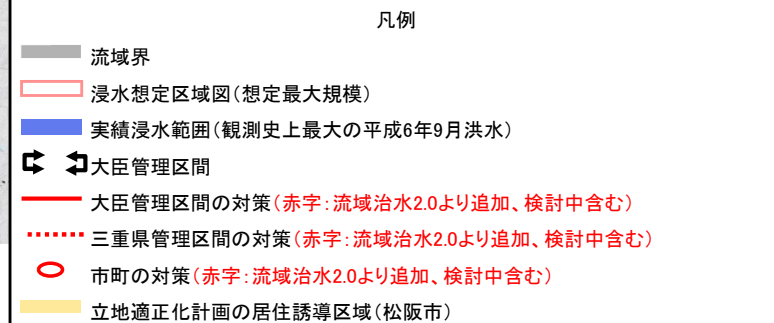 凡例
流域界
浸水想定区域図(想定最大規模)
実績浸水範囲(観測史上最大の平成6年9月洪水)
大臣管理区間
大臣管理区間の対策(赤字:流域治水2.0より追加、検討中含む)
三重県管理区間の対策(赤字:流域治水2.0より追加、検討中含む)
市町の対策(赤字:流域治水2.0より追加、検討中含む)
立地適正化計画の居住誘導区域(松阪市)